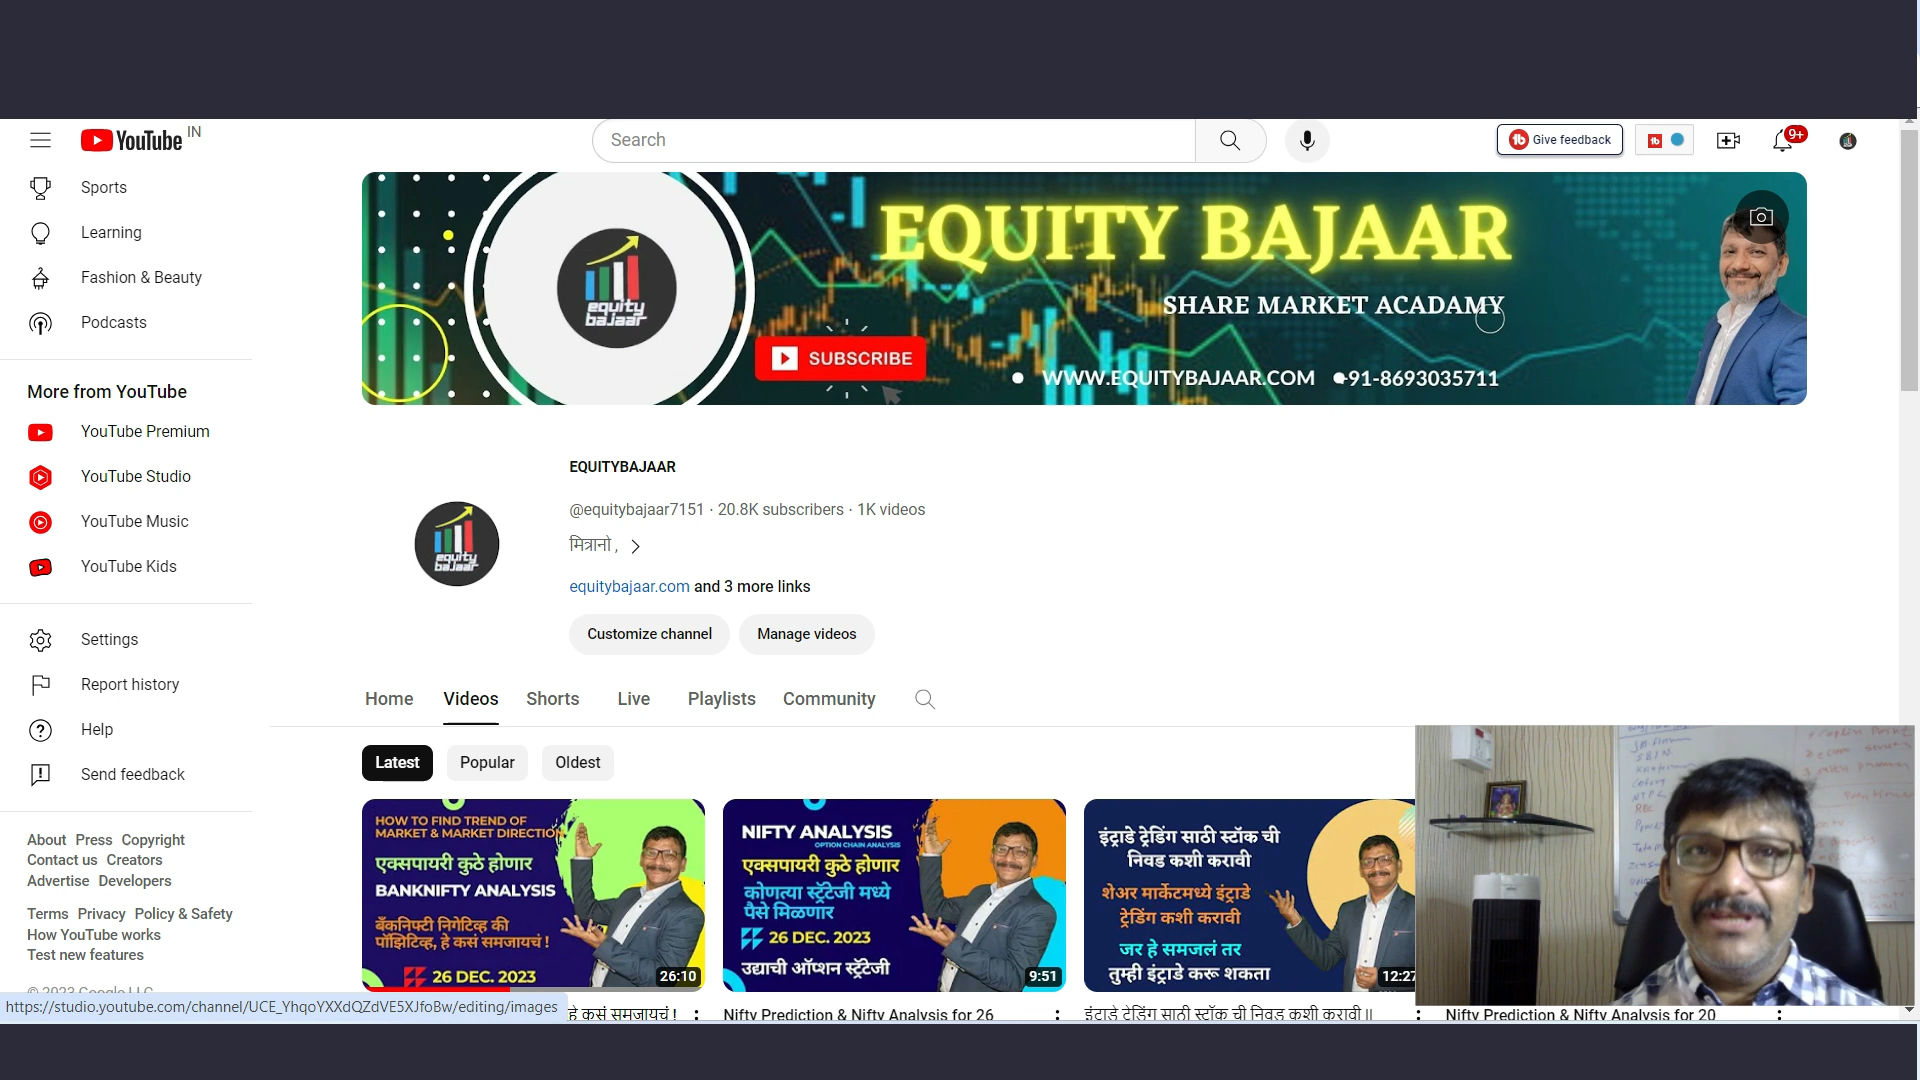 YouTube IN
Search
Give feedback
9+
Sports
Learning
Fashion & Beauty
Podcasts
More from YouTube
YouTube Premium
YouTube Studio
YouTube Music
YouTube Kids
Settings
Report history
Help
Send feedback
About Press Copyright
Contact us Creators
Advertise Developers
Terms Privacy Policy & Safety
How YouTube works
Test new features
© 2023 Google LLC
https://studio.youtube.com/channel/UCE_YhqoYXXdQZdVE5XJfoBw/editing/images
equity
bajaar
EQUITY BAJAAR
SHARE MARKET ACADAMY
SUBSCRIBE
WWW.EQUITYBAJAAR.COM +91-8693035711
EQUITYBAJAAR
@equitybajaar7151 · 20.8K subscribers · 1K videos
मित्रानो ,
equitybajaar.com and 3 more links
equity
bajaar
Customize channel Manage videos
Home Videos Shorts Live Playlists Community
Latest Popular Oldest
HOW TO FIND TREND OF
MARKET & MARKET DIRECTION
एक्सपायरी कुठे होणार
BANKNIFTY ANALYSIS
बँकनिफ्टी निगेटिव्ह की
पॉझिटिव्ह, हे कसं समजायचं !
26 DEC. 2023
26:10
NIFTY ANALYSIS
OPTION CHAIN ANALYSIS
एक्सपायरी कुठे होणार
कोणत्या स्ट्रॅटेजी मध्ये
पैसे मिळणार
26 DEC. 2023
उद्याची ऑप्शन स्ट्रॅटेजी
9:51
इंट्राडे ट्रेडिंग साठी स्टॉक ची
निवड कशी करावी
शेअर मार्केटमध्ये इंट्राडे
ट्रेडिंग कशी करावी
जर हे समजलं तर
तुम्ही इंट्राडे करू शकता
12:27
हे कसं समजायचं !
Nifty Prediction & Nifty Analysis for 26
इंट्राडे ट्रेडिंग साठी स्टॉक ची निवड कशी करावी ||
Nifty Prediction & Nifty Analysis for 20